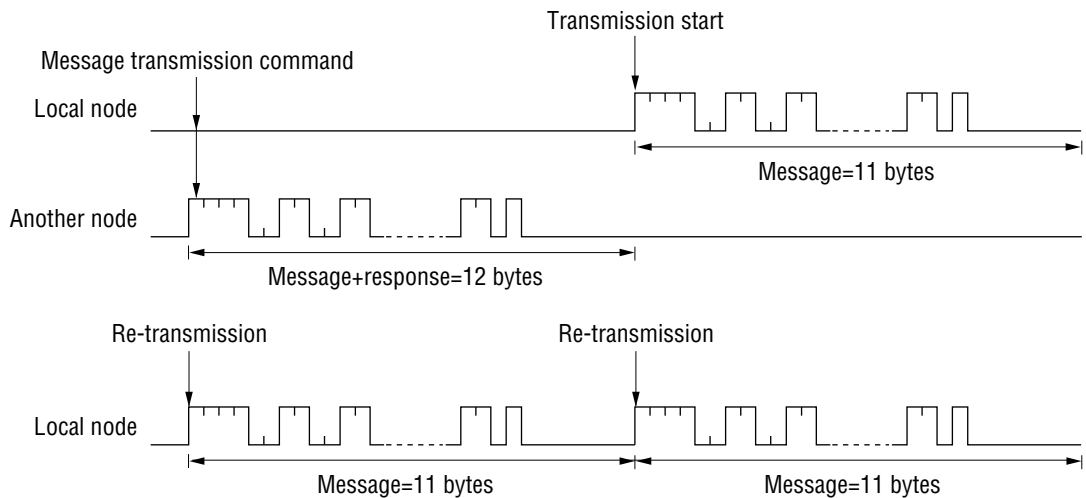 Transmission start
Message transmission command
Local node
Message=11 bytes
Another node
Message+response=12 bytes
Re-transmission Re-transmission
Local node
Message=11 bytes Message=11 bytes